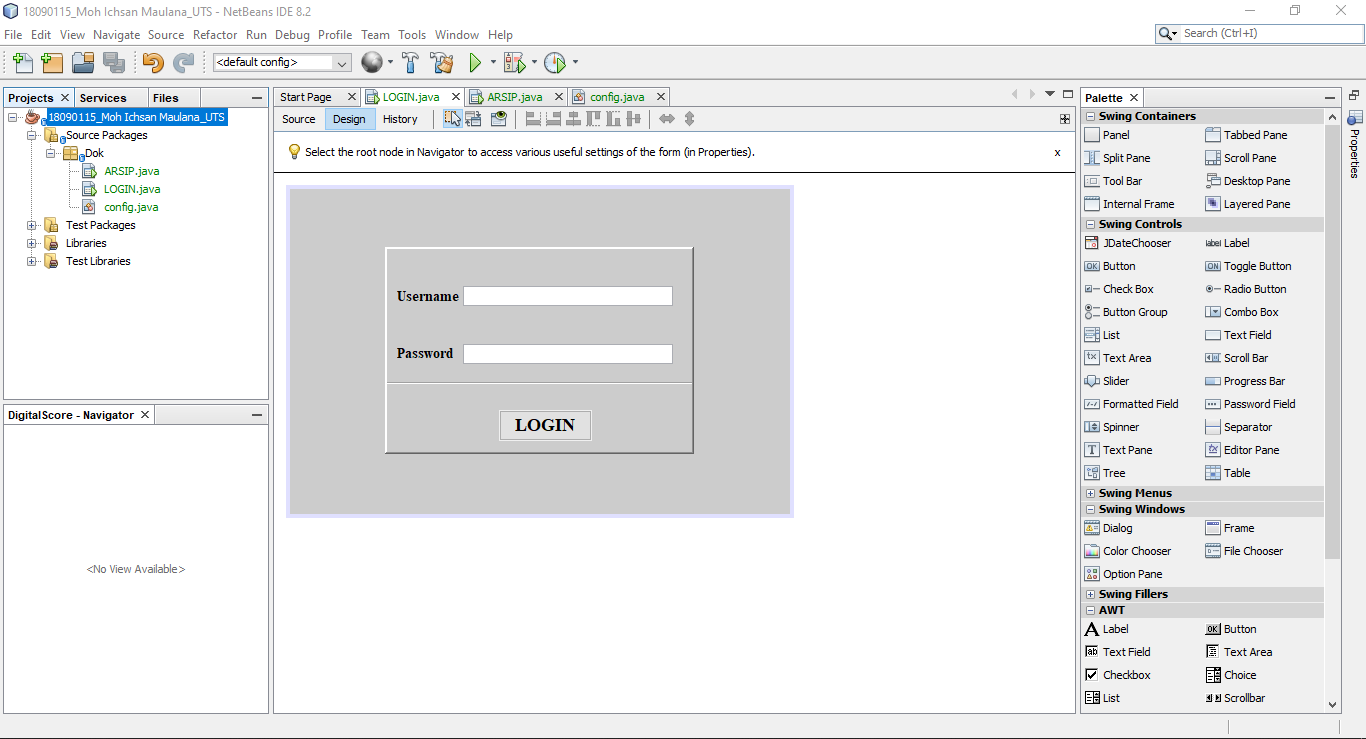 18090115_Moh Ichsan Maulana_UTS - NetBeans IDE 8.2
File Edit View Navigate Source Refactor Run Debug Profile Team Tools Window Help
Search (Ctrl+I)
<default config>
Projects Services Files
18090115_Moh Ichsan Maulana_UTS
Source Packages
Dok
ARSIP.java
LOGIN.java
config.java
Test Packages
Libraries
Test Libraries
DigitalScore - Navigator
<No View Available>
Start Page LOGIN.java ARSIP.java config.java
Source Design History
Select the root node in Navigator to access various useful settings of the form (in Properties). x
Username
Password
LOGIN
Palette
Swing Containers
Panel Tabbed Pane
Split Pane Scroll Pane
Tool Bar Desktop Pane
Internal Frame Layered Pane
Swing Controls
JDateChooser label Label
OK Button ON Toggle Button
Check Box Radio Button
Button Group Combo Box
List Text Field
Text Area Scroll Bar
Slider Progress Bar
Formatted Field Password Field
Spinner Separator
Text Pane Editor Pane
Tree Table
Swing Menus
Swing Windows
Dialog Frame
Color Chooser File Chooser
Option Pane
Swing Fillers
AWT
A Label OK Button
ab Text Field Text Area
Checkbox Choice
List Scrollbar
Properties